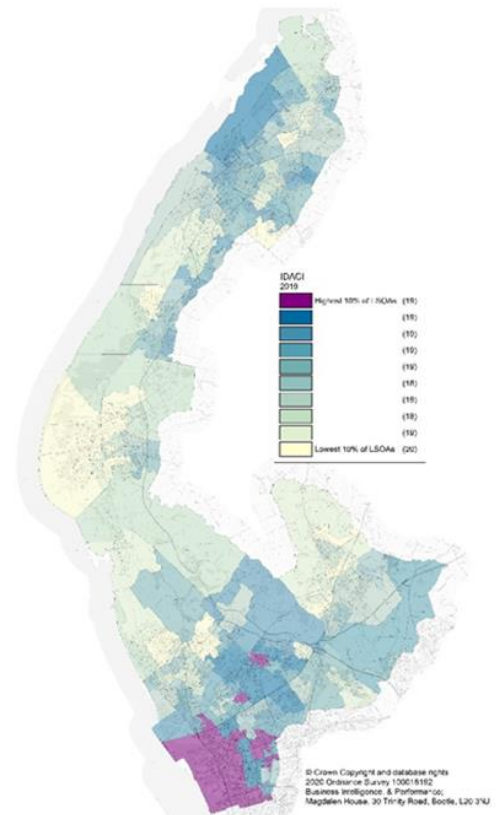 IDACI
2019
Highest 10% of LSOAs (19)
(19)
(19)
(19)
(19)
(18)
(19)
(18)
(19)
Lowest 10% of LSOAs (20)
© Crown Copyright and database rights
2020 Ordnance Survey 100018192
Business Intelligence & Performance;
Magdalen House, 30 Trinity Road, Bootle, L20 3NJ